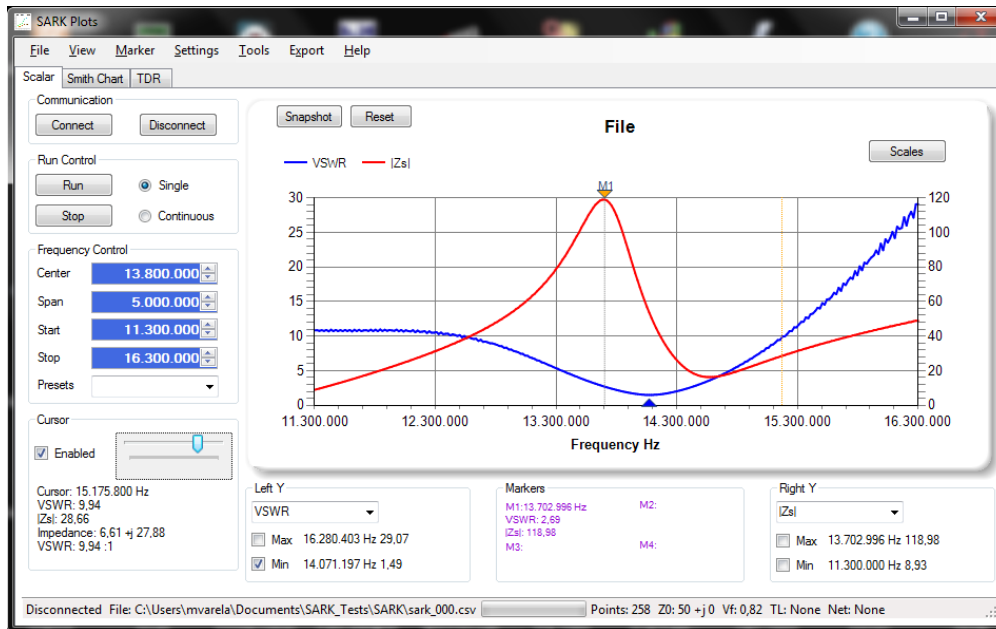 SARK Plots
File View Marker Settings Tools Export Help
Scalar Smith Chart TDR
Communication
Connect Disconnect
Run Control
Run Single
Stop Continuous
Frequency Control
Center 13.800.000
Span 5.000.000
Start 11.300.000
Stop 16.300.000
Presets
Cursor
Enabled
Cursor: 15.175.800 Hz
VSWR: 9,94
|Zs|: 28,66
Impedance: 6,61 +j 27,88
VSWR: 9,94 :1
Snapshot Reset
File
Scales
VSWR |Zs|
M1
30 120
25 100
20 80
15 60
10 40
5 20
0 0
11.300.000 12.300.000 13.300.000 14.300.000 15.300.000 16.300.000
Frequency Hz
Left Y
VSWR
Max 16.280.403 Hz 29,07
Min 14.071.197 Hz 1,49
Markers
M1:13.702.996 Hz
VSWR: 2,69
|Zs|: 118,98
M2:
M3:
M4:
Right Y
|Zs|
Max 13.702.996 Hz 118,98
Min 11.300.000 Hz 8,93
Disconnected File: C:\Users\mvarela\Documents\SARK_Tests\SARK\sark_000.csv Points: 258 Z0: 50 +j 0 Vf: 0,82 TL: None Net: None